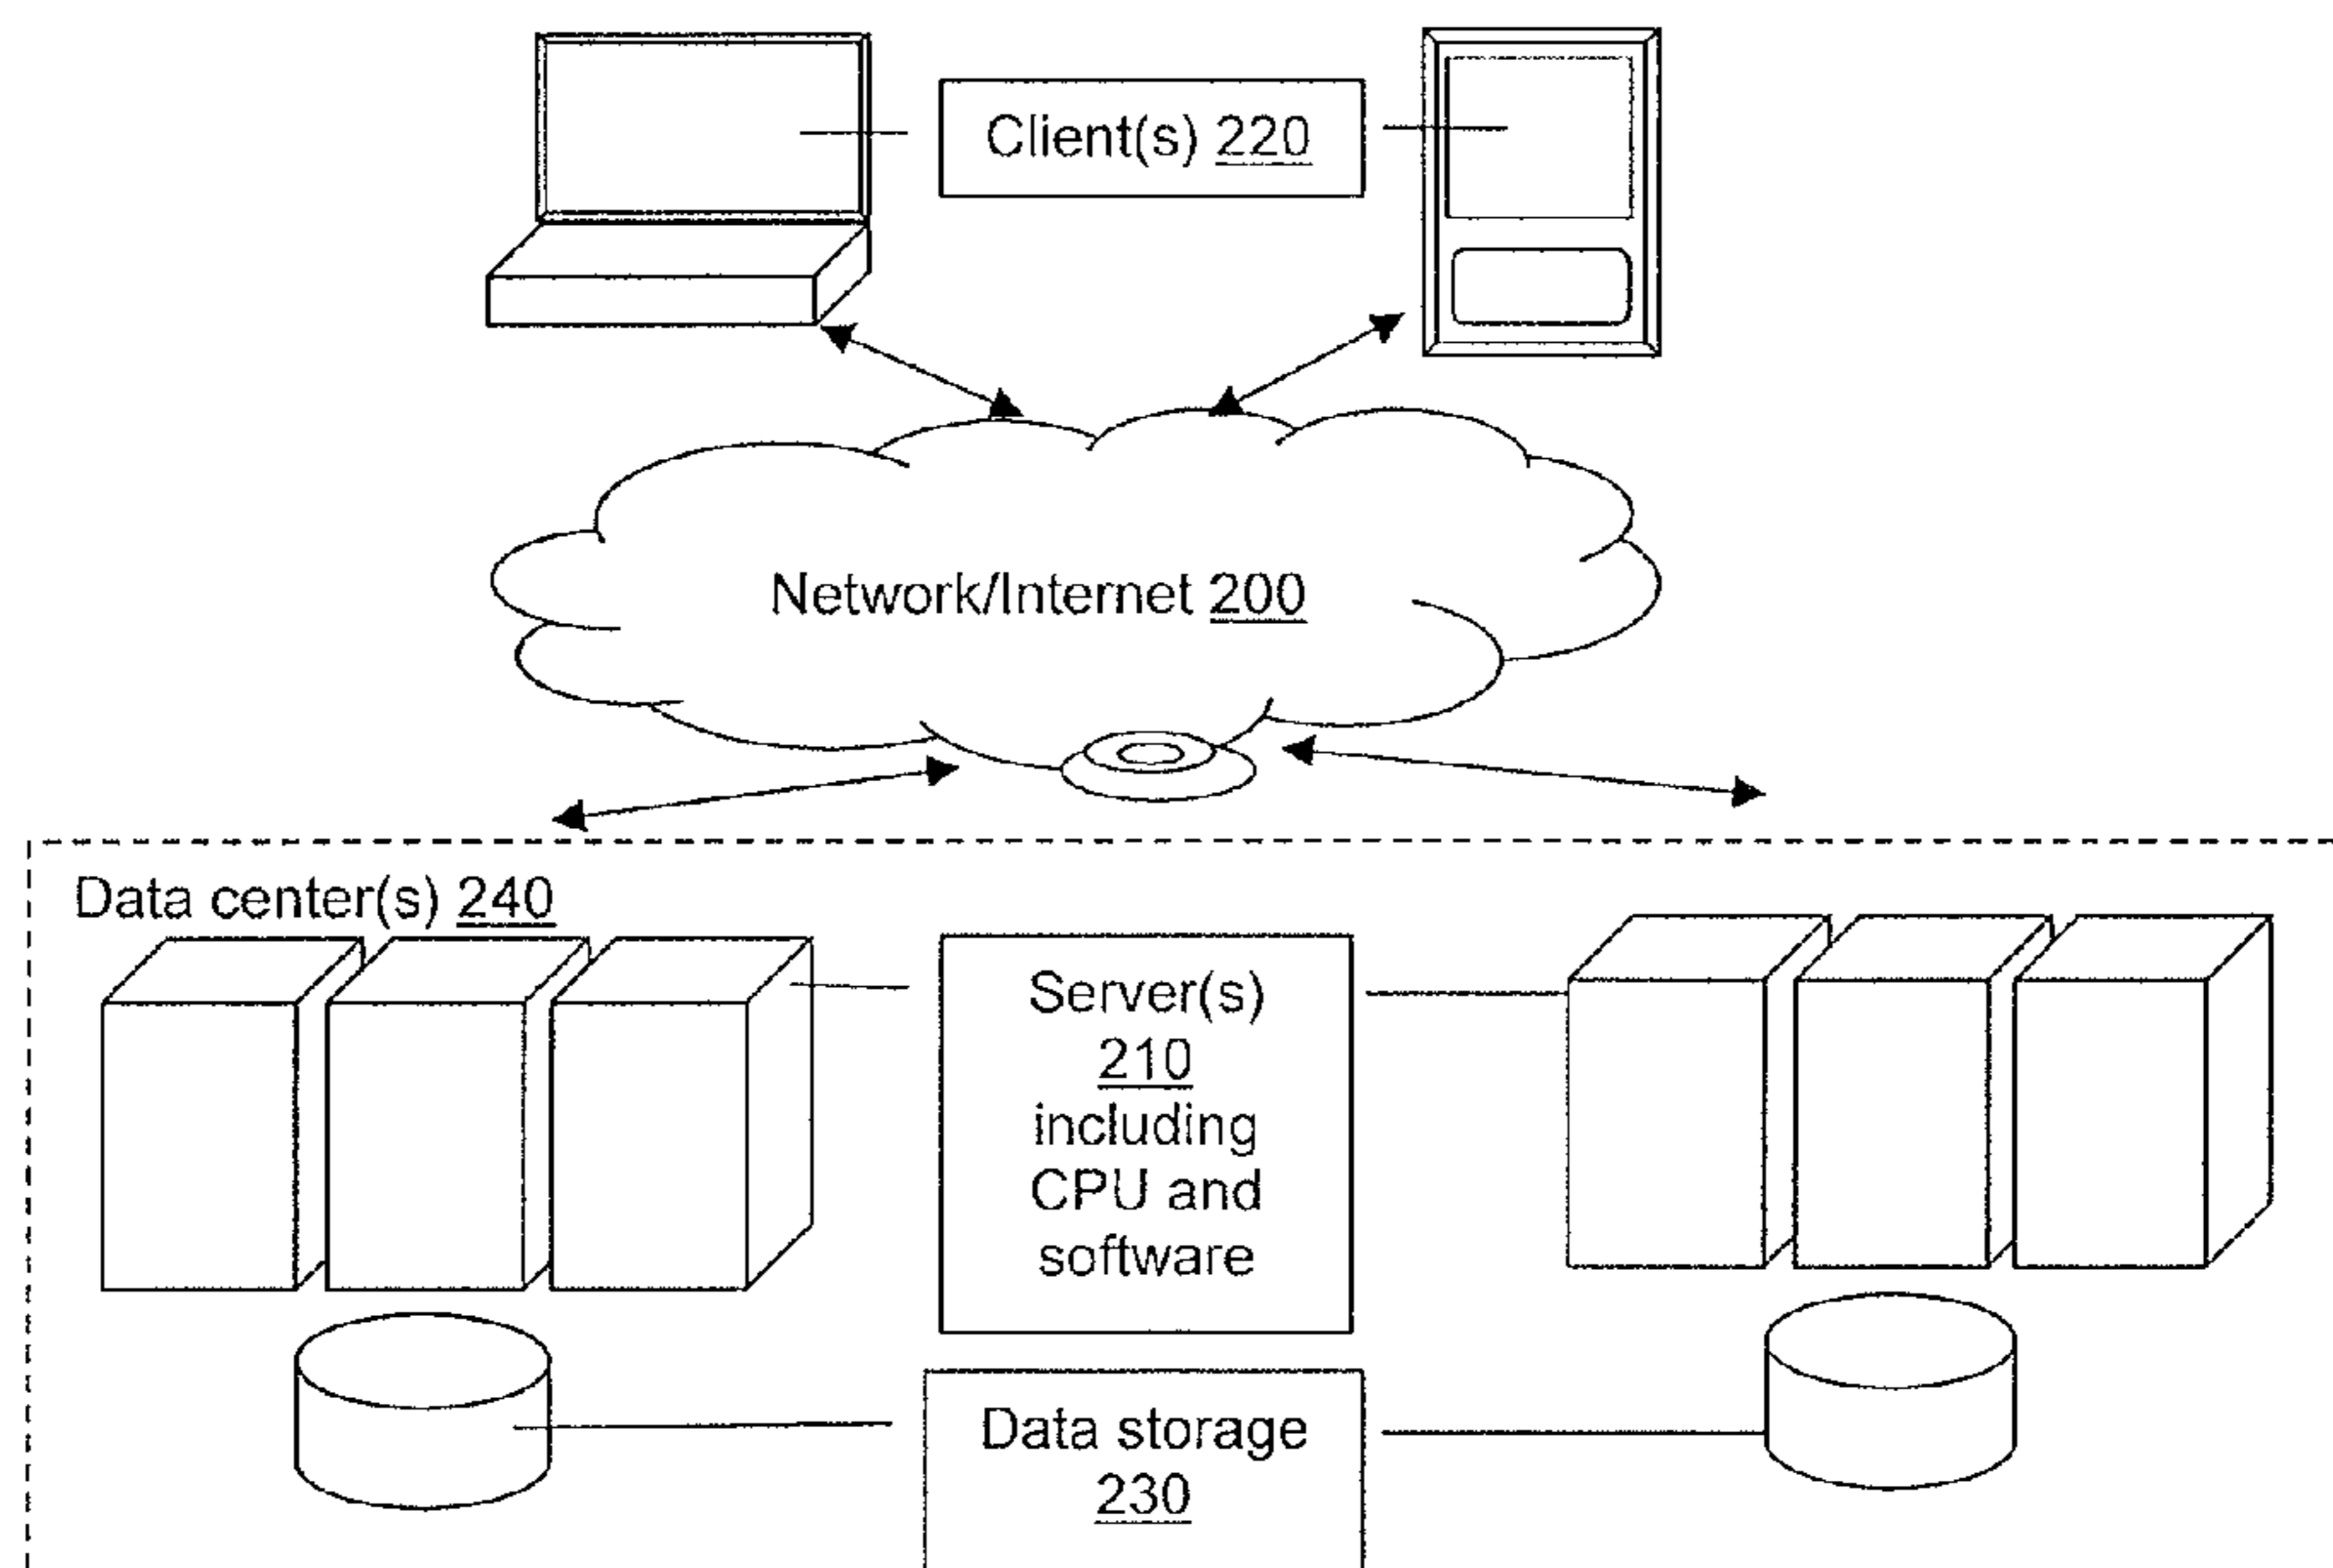 Client(s) 220
Network/Internet 200
Data center(s) 240
Server(s)
210
including
CPU and
software
Data storage
230